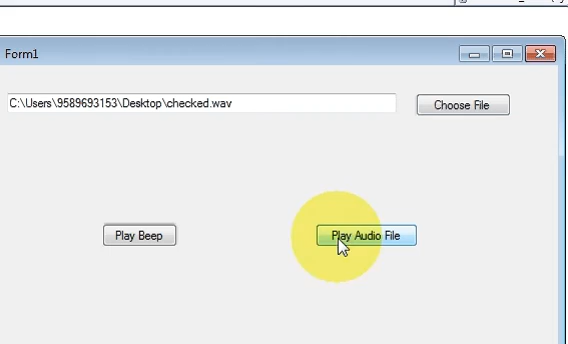 Form1
C:\Users\9589693153\Desktop\checked.wav
Choose File
Play Beep
Play Audio File